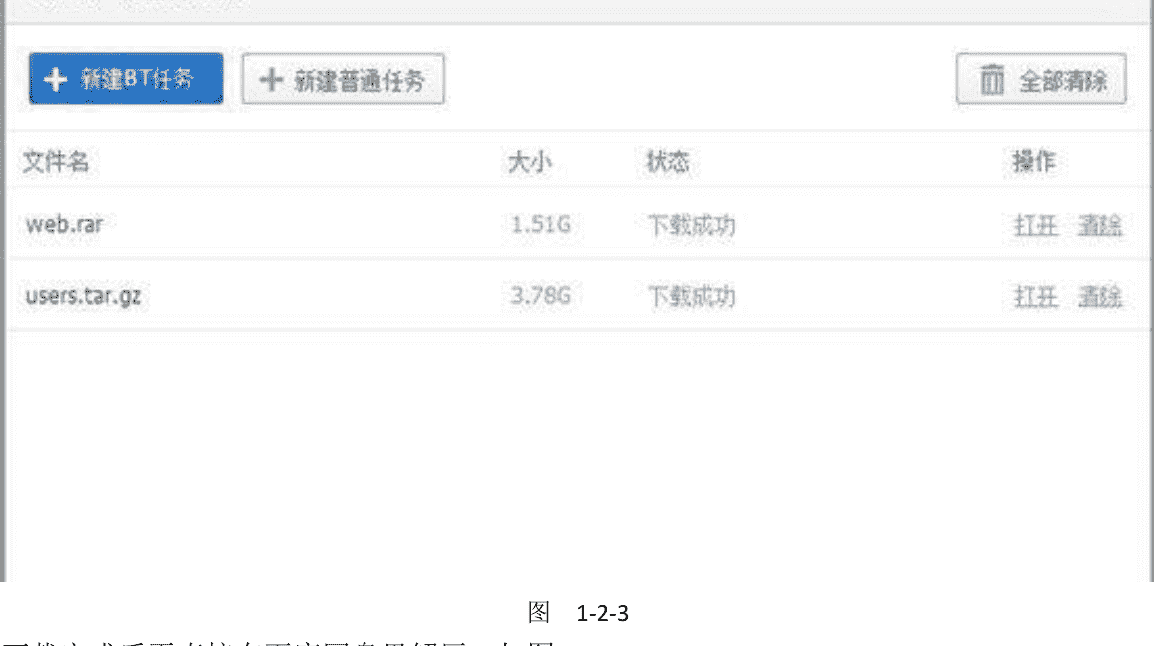 新建BT任务 新建普通任务 全部清除
文件名 大小 状态 操作
web.rar 1.51G 下载成功 打开 清除
users.tar.gz 3.78G 下载成功 打开 清除
图 1-2-3